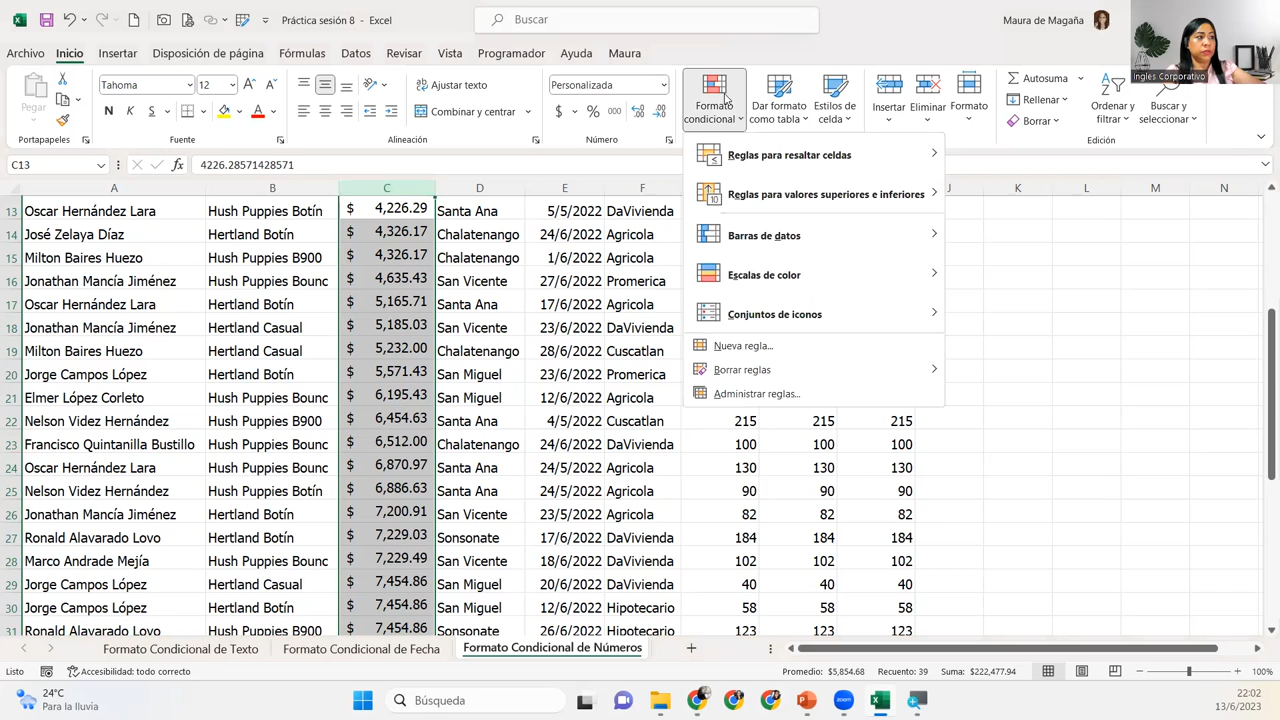 Práctica sesión 8 - Excel
Buscar
Maura de Magaña
Ingles Corporativo
Archivo Inicio Insertar Disposición de página Fórmulas Datos Revisar Vista Programador Ayuda Maura
Pegar
Portapapeles
Tahoma 12
N K S
Fuente
Ajustar texto
Combinar y centrar
Alineación
Personalizada
$ % 000
Número
Formato condicional
Dar formato como tabla
Estilos de celda
Insertar
Eliminar
Formato
Autosuma
Rellenar
Borrar
Ordenar y filtrar
Buscar y seleccionar
Edición
C13 fx 4226.28571428571
A B C D E F J K L M N
Reglas para resaltar celdas
Reglas para valores superiores e inferiores
Barras de datos
Escalas de color
Conjuntos de iconos
Nueva regla...
Borrar reglas
Administrar reglas...
13 Oscar Hernández Lara Hush Puppies Botín $ 4,226.29 Santa Ana 5/5/2022 DaVivienda
14 José Zelaya Díaz Hertland Botín $ 4,326.17 Chalatenango 24/6/2022 Agricola
15 Milton Baires Huezo Hush Puppies B900 $ 4,326.17 Chalatenango 1/6/2022 Agricola
16 Jonathan Mancía Jiménez Hush Puppies Bounc $ 4,635.43 San Vicente 27/6/2022 Promerica
17 Oscar Hernández Lara Hertland Botín $ 5,165.71 Santa Ana 17/6/2022 Agricola
18 Jonathan Mancía Jiménez Hertland Casual $ 5,185.03 San Vicente 23/6/2022 DaVivienda
19 Milton Baires Huezo Hertland Casual $ 5,232.00 Chalatenango 28/6/2022 Cuscatlan
20 Jorge Campos López Hertland Botín $ 5,571.43 San Miguel 23/6/2022 Promerica
21 Elmer López Corleto Hush Puppies Bounc $ 6,195.43 San Miguel 12/6/2022 Agricola
22 Nelson Videz Hernández Hush Puppies B900 $ 6,454.63 Santa Ana 4/5/2022 Cuscatlan 215 215 215
23 Francisco Quintanilla Bustillo Hush Puppies Bounc $ 6,512.00 Chalatenango 24/6/2022 DaVivienda 100 100 100
24 Oscar Hernández Lara Hush Puppies Bounc $ 6,870.97 Santa Ana 24/5/2022 Agricola 130 130 130
25 Nelson Videz Hernández Hush Puppies Botín $ 6,886.63 Santa Ana 24/5/2022 Agricola 90 90 90
26 Jonathan Mancía Jiménez Hertland Botín $ 7,200.91 San Vicente 23/5/2022 Agricola 82 82 82
27 Ronald Alavarado Lovo Hertland Botín $ 7,229.03 Sonsonate 17/6/2022 DaVivienda 184 184 184
28 Marco Andrade Mejía Hush Puppies Bounc $ 7,229.49 San Vicente 17/6/2022 DaVivienda 102 102 102
29 Jorge Campos López Hertland Casual $ 7,454.86 San Miguel 20/6/2022 DaVivienda 40 40 40
30 Jorge Campos López Hertland Botín $ 7,454.86 San Miguel 12/6/2022 Hipotecario 58 58 58
31 Ronald Alavarado Lovo Hush Puppies B900 $ 7,454.86 Sonsonate 26/6/2022 Hipotecario 123 123 123
Formato Condicional de Texto Formato Condicional de Fecha Formato Condicional de Números
Listo Accesibilidad: todo correcto Promedio: $5,854.68 Recuento: 39 Suma: $222,477.94 100%
24°C
Para la lluvia
Búsqueda
zoom
22:02
13/6/2023